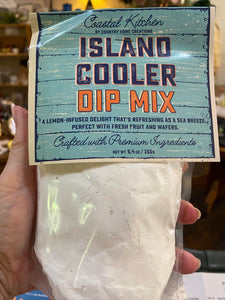 Coastal Kitchen
BY COUNTRY HOME CREATIONS
ISLAND
COOLER
DIP MIX
A LEMON-INFUSED DELIGHT THAT'S REFRESHING AS A SEA BREEZE.
PERFECT WITH FRESH FRUIT AND WAFERS.
Crafted with Premium Ingredients
NET WT 5.4 OZ / 155g